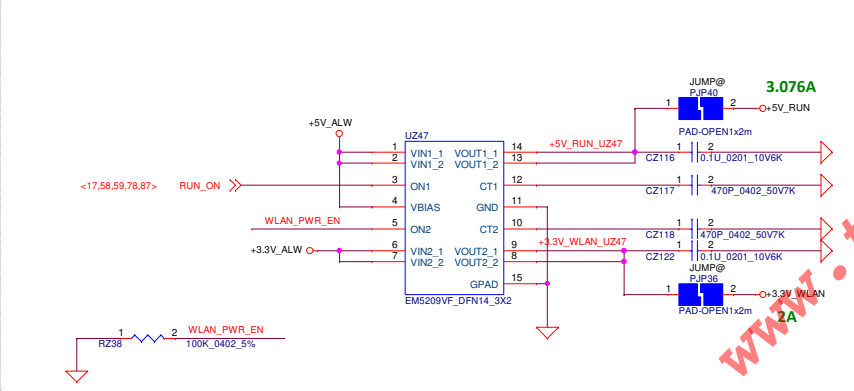 JUMP@
PJP40
3.076A
1
2
+5V_RUN
PAD-OPEN1x2m
+5V_ALW
UZ47
1
VIN1_1
VOUT1_1
14
+5V_RUN_UZ47
2
VIN1_2
VOUT1_2
13
CZ116
1
2
0.1U_0201_10V6K
<17,58,59,78,87>
RUN_ON
3
ON1
CT1
12
CZ117
1
2
470P_0402_50V7K
4
VBIAS
GND
11
WLAN_PWR_EN
5
ON2
CT2
10
CZ118
1
2
470P_0402_50V7K
+3.3V_ALW
6
VIN2_1
VOUT2_1
9
+3.3V_WLAN_UZ47
7
VIN2_2
VOUT2_2
8
CZ122
1
2
0.1U_0201_10V6K
GPAD
15
JUMP@
PJP36
1
2
+3.3V_WLAN
PAD-OPEN1x2m
2A
EM5209VF_DFN14_3X2
1
2
WLAN_PWR_EN
RZ38
100K_0402_5%
www.